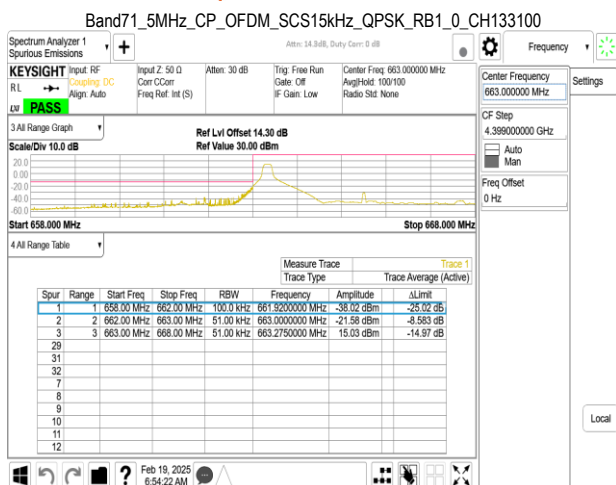 Band71_5MHz_CP_OFDM_SCS15kHz_QPSK_RB1_0_CH133100
Spectrum Analyzer 1
Spurious Emissions
+
Attn: 14.3dB, Duty Corr: 0 dB
Frequency
KEYSIGHT
Input: RF
Input Z: 50 Ω
Atten: 30 dB
Trig: Free Run
Center Freq: 663.000000 MHz
RL
Coupling: DC
Corr CCorr
Gate: Off
Avg|Hold: 100/100
Align: Auto
Freq Ref: Int (S)
IF Gain: Low
Radio Std: None
LXI
PASS
Center Frequency
663.000000 MHz
Settings
CF Step
4.399000000 GHz
Auto
Man
Freq Offset
0 Hz
3 All Range Graph
Ref Lvl Offset 14.30 dB
Scale/Div 10.0 dB
Ref Value 30.00 dBm
20.0
0.00
-20.0
-40.0
-60.0
Start 658.000 MHz
Stop 668.000 MHz
4 All Range Table
Measure Trace Trace 1
Trace Type Trace Average (Active)
Spur Range Start Freq Stop Freq RBW Frequency Amplitude ΔLimit
1 1 658.00 MHz 662.00 MHz 100.0 kHz 661.9200000 MHz -38.02 dBm -25.02 dB
2 2 662.00 MHz 663.00 MHz 51.00 kHz 663.0000000 MHz -21.58 dBm -8.583 dB
3 3 663.00 MHz 668.00 MHz 51.00 kHz 663.2750000 MHz 15.03 dBm -14.97 dB
29
31
32
7
8
9
10
11
12
Local
?
Feb 19, 2025
6:54:22 AM